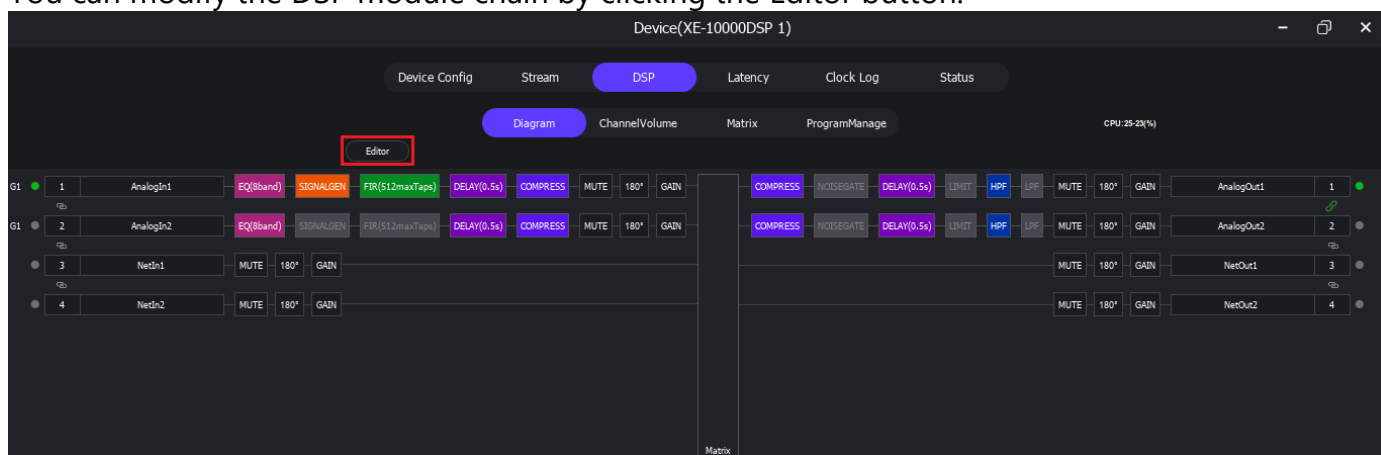 You can modify the DSP module chain by clicking the Editor button.
Device(XE-10000DSP 1)
Device Config Stream DSP Latency Clock Log Status
Diagram ChannelVolume Matrix ProgramManage CPU:25-23(%)
Editor
G1 1 AnalogIn1 EQ(8band) SIGNALGEN FIR(512maxTaps) DELAY(0.5s) COMPRESS MUTE 180° GAIN COMPRESS NOISEGATE DELAY(0.5s) LIMIT HPF LPF MUTE 180° GAIN AnalogOut1 1
G1 2 AnalogIn2 EQ(8band) SIGNALGEN FIR(512maxTaps) DELAY(0.5s) COMPRESS MUTE 180° GAIN COMPRESS NOISEGATE DELAY(0.5s) LIMIT HPF LPF MUTE 180° GAIN AnalogOut2 2
3 NetIn1 MUTE 180° GAIN MUTE 180° GAIN NetOut1 3
4 NetIn2 MUTE 180° GAIN MUTE 180° GAIN NetOut2 4
Matrix